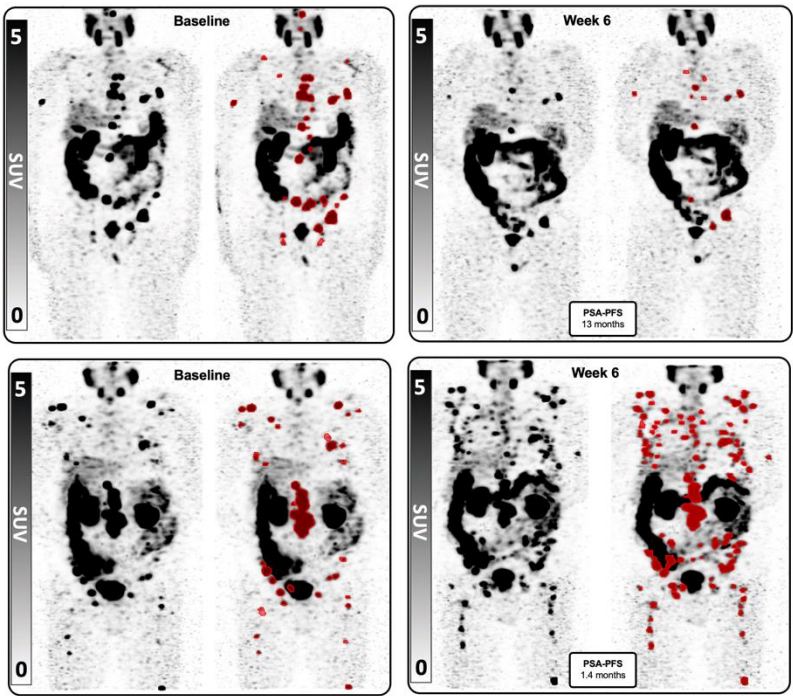 Baseline
5
SUV
0
Week 6
5
SUV
0
PSA-PFS
13 months
Baseline
5
SUV
0
Week 6
5
SUV
0
PSA-PFS
1.4 months